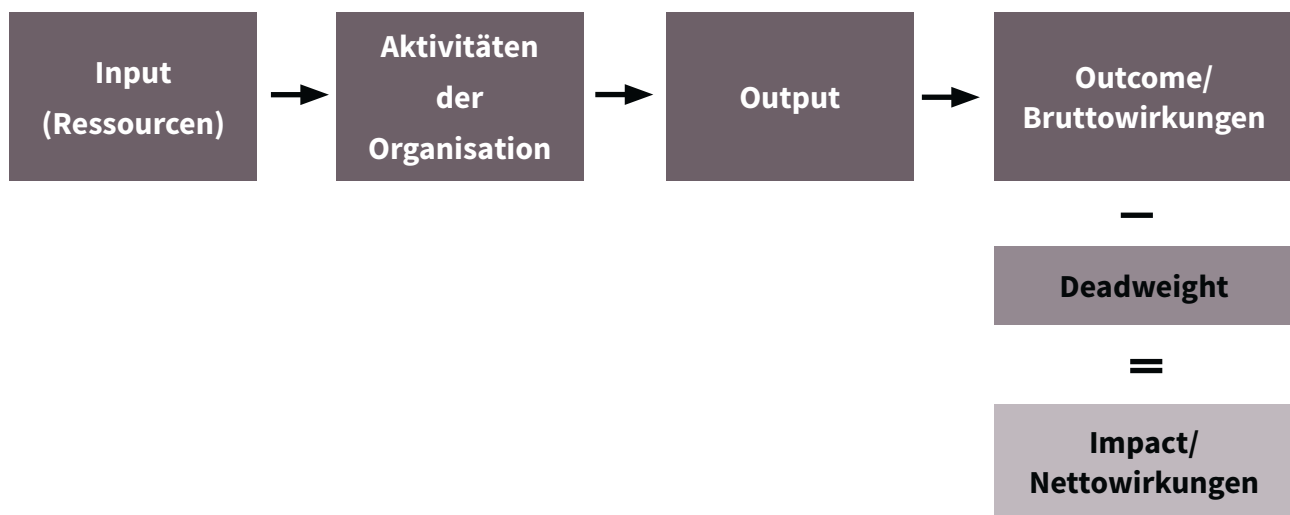 Input
(Ressourcen)
Aktivitäten
der
Organisation
Output
Outcome/
Bruttowirkungen
–
Deadweight
=
Impact/
Nettowirkungen